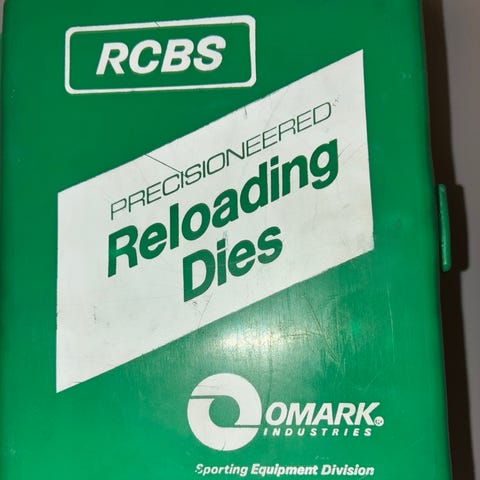 RCBS
PRECISIONEERED
Reloading
Dies
OMARK®
INDUSTRIES
Sporting Equipment Division